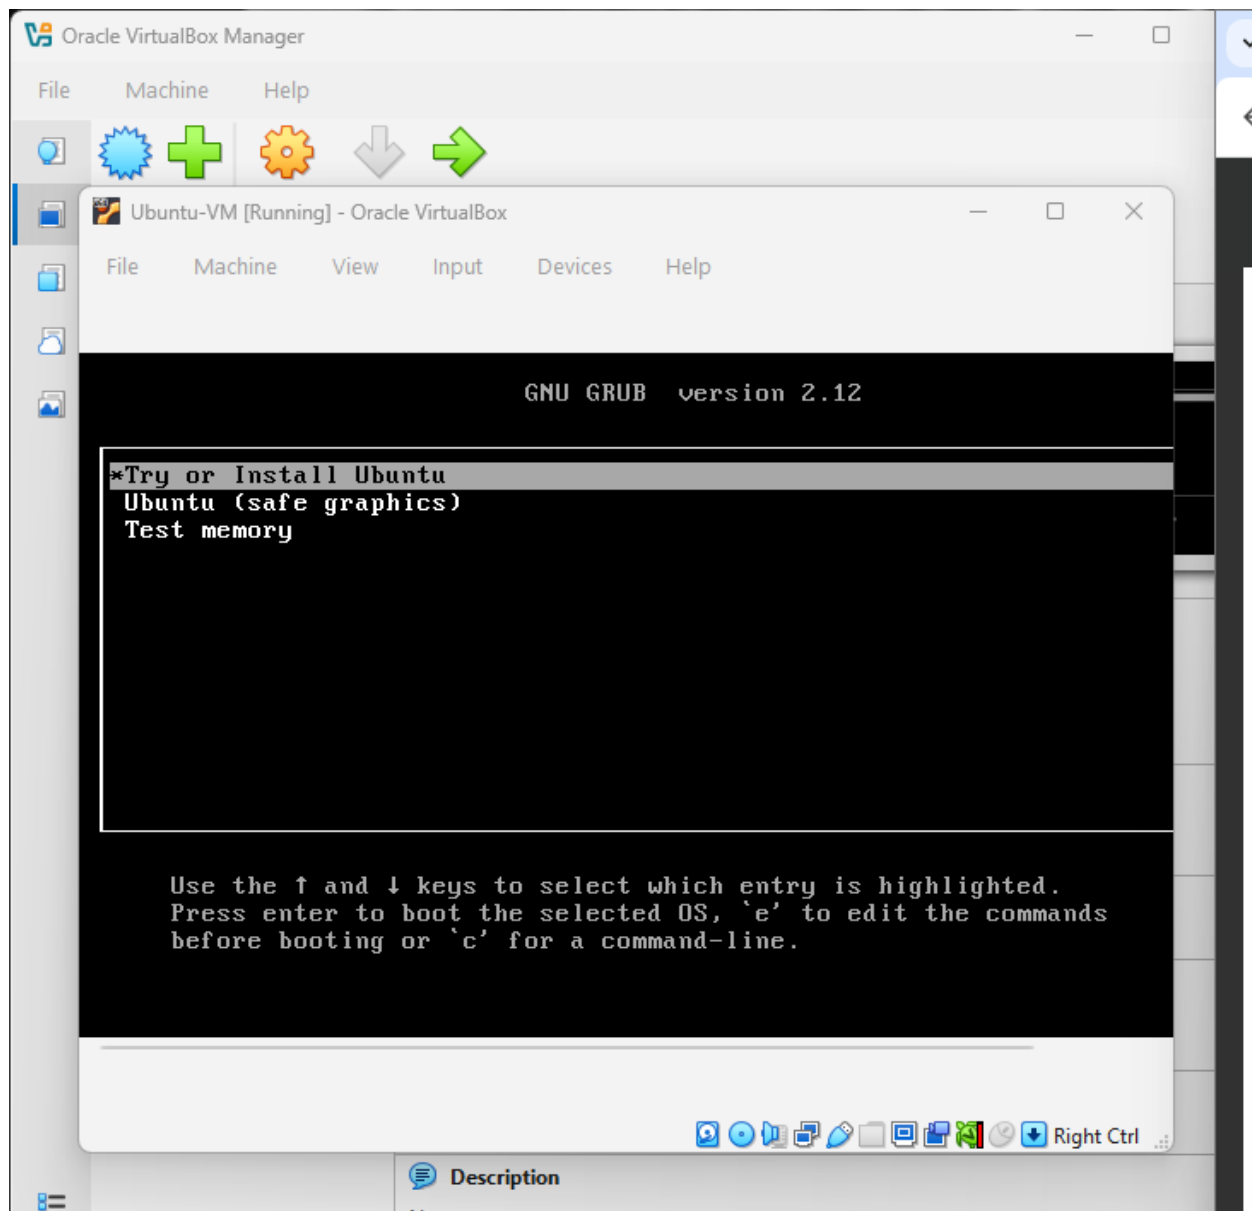 Oracle VirtualBox Manager
File Machine Help
Ubuntu-VM [Running] - Oracle VirtualBox
File Machine View Input Devices Help
GNU GRUB version 2.12
*Try or Install Ubuntu
Ubuntu (safe graphics)
Test memory
Use the ↑ and ↓ keys to select which entry is highlighted.
Press enter to boot the selected OS, `e' to edit the commands
before booting or `c' for a command-line.
Right Ctrl
Description